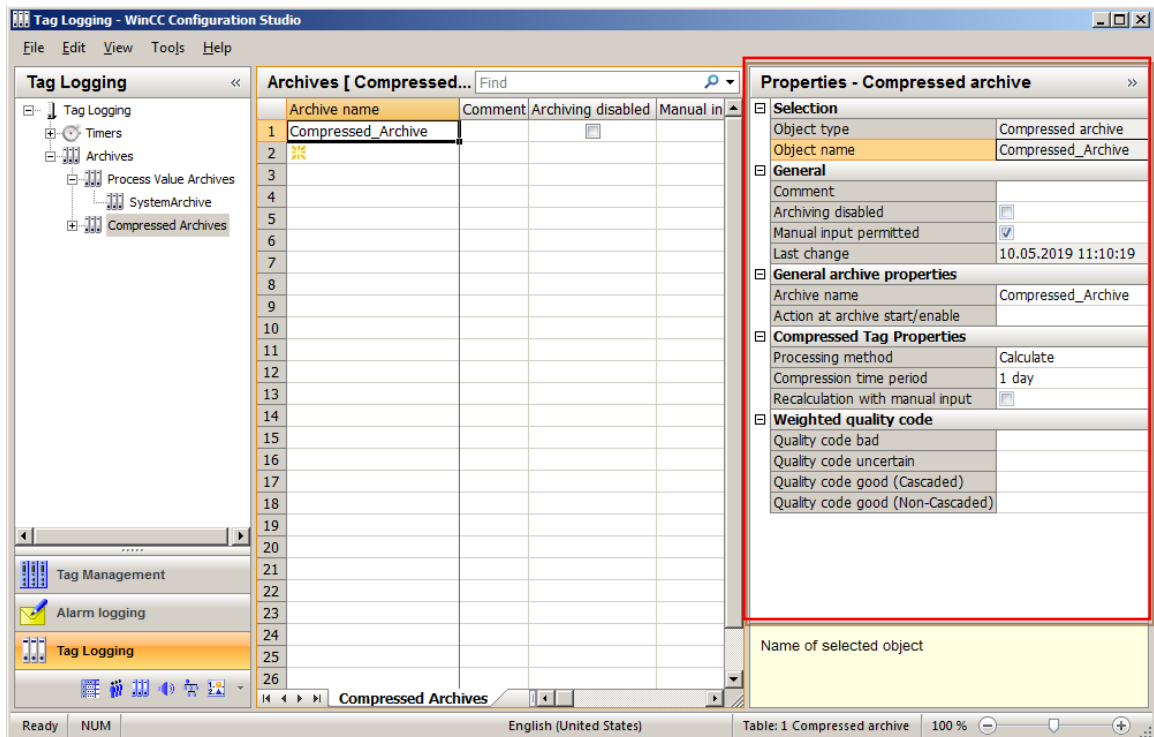 Tag Logging - WinCC Configuration Studio
File Edit View Tools Help
Tag Logging «
Tag Logging
Timers
Archives
Process Value Archives
SystemArchive
Compressed Archives
Tag Management
Alarm logging
Tag Logging
Archives [ Compressed... Find
Archive name Comment Archiving disabled Manual in
1 Compressed_Archive
2
3
4
5
6
7
8
9
10
11
12
13
14
15
16
17
18
19
20
21
22
23
24
25
26
Compressed Archives
Properties - Compressed archive »
Selection
Object type Compressed archive
Object name Compressed_Archive
General
Comment
Archiving disabled
Manual input permitted
Last change 10.05.2019 11:10:19
General archive properties
Archive name Compressed_Archive
Action at archive start/enable
Compressed Tag Properties
Processing method Calculate
Compression time period 1 day
Recalculation with manual input
Weighted quality code
Quality code bad
Quality code uncertain
Quality code good (Cascaded)
Quality code good (Non-Cascaded)
Name of selected object
Ready NUM English (United States) Table: 1 Compressed archive 100 %